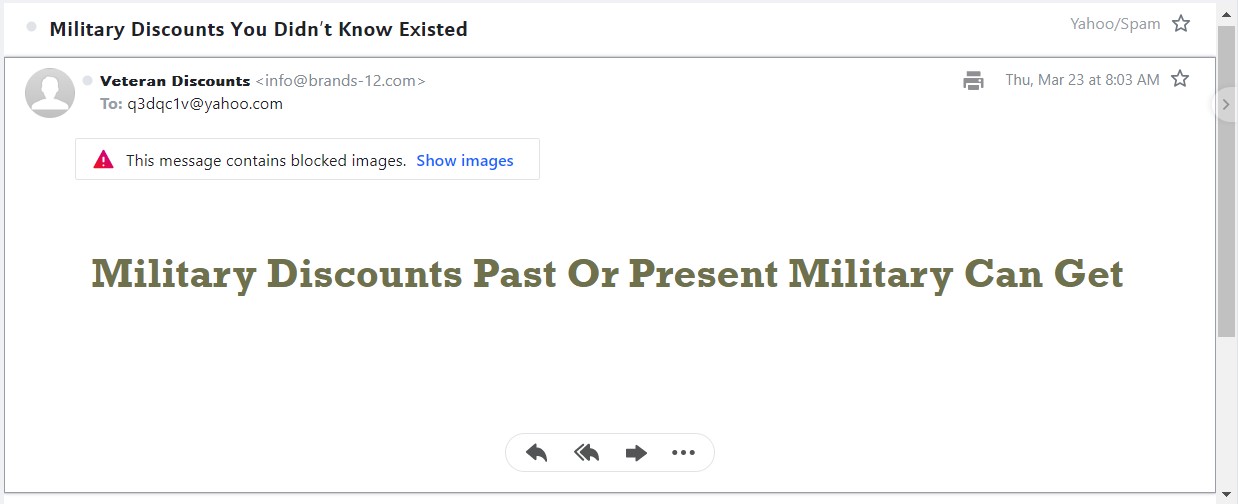 Military Discounts You Didn't Know Existed
Yahoo/Spam
Veteran Discounts <info@brands-12.com>
Thu, Mar 23 at 8:03 AM
To: q3dqc1v@yahoo.com
This message contains blocked images. Show images
Military Discounts Past Or Present Military Can Get